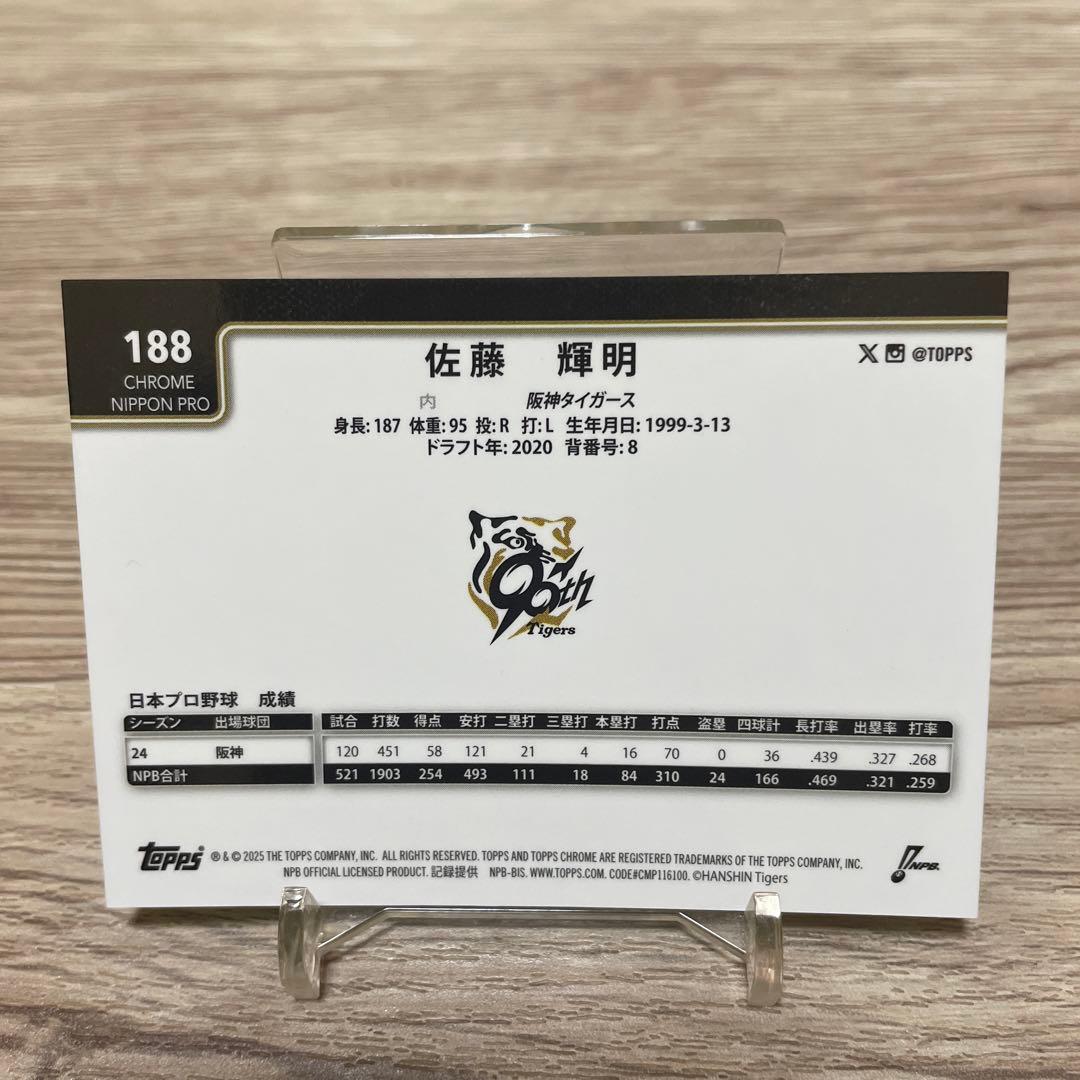 188
CHROME
NIPPON PRO
佐藤 輝明
@TOPPS
内 阪神タイガース
身長: 187 体重: 95 投: R 打: L 生年月日: 1999-3-13
ドラフト年: 2020 背番号: 8
90th
Tigers
日本プロ野球 成績
シーズン 出場球団 試合 打数 得点 安打 二塁打 三塁打 本塁打 打点 盗塁 四球計 長打率 出塁率 打率
24 阪神 120 451 58 121 21 4 16 70 0 36 .439 .327 .268
NPB合計 521 1903 254 493 111 18 84 310 24 166 .469 .321 .259
Topps ® & © 2025 THE TOPPS COMPANY, INC. ALL RIGHTS RESERVED. TOPPS AND TOPPS CHROME ARE REGISTERED TRADEMARKS OF THE TOPPS COMPANY, INC.
NPB OFFICIAL LICENSED PRODUCT. 記録提供 NPB-BIS. WWW.TOPPS.COM. CODE#CMP116100. ©HANSHIN Tigers
NPB.